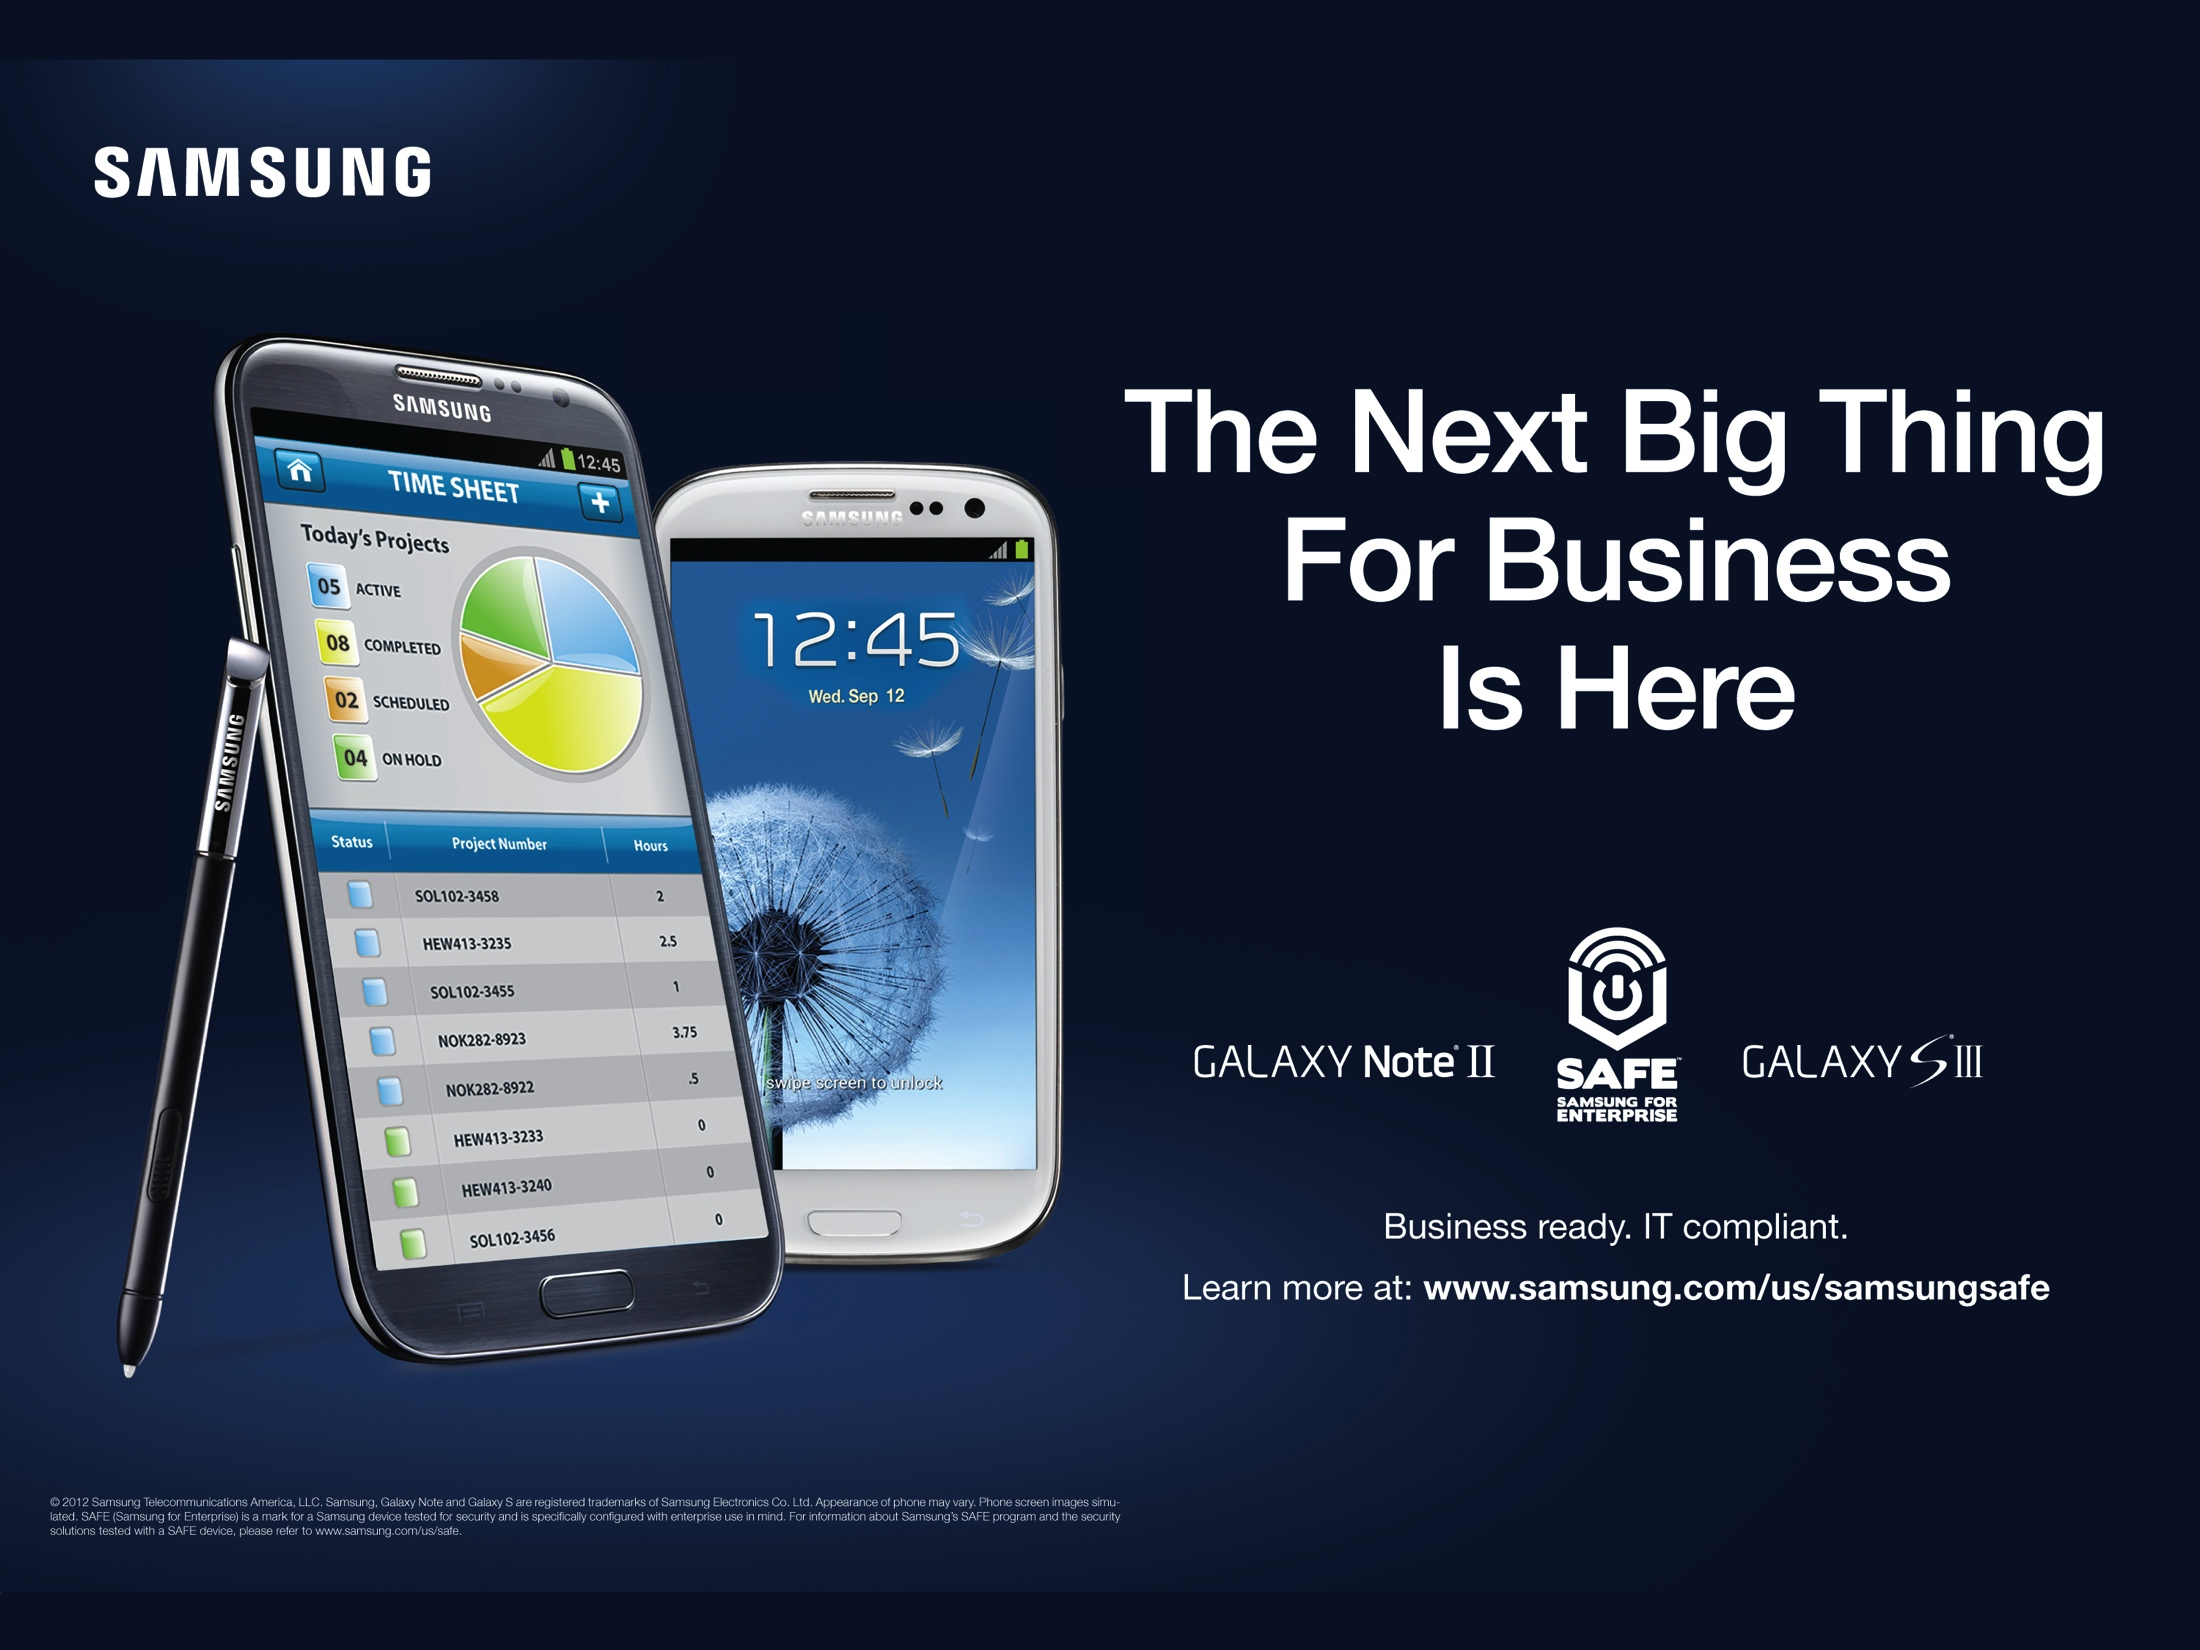 SAMSUNG
SAMSUNG
12:45
TIME SHEET
+
Today's Projects
05 ACTIVE
08 COMPLETED
02 SCHEDULED
04 ON HOLD
Status Project Number Hours
SOL102-3458 2
HEW413-3235 2.5
SOL102-3455 1
NOK282-8923 3.75
NOK282-8922 .5
HEW413-3233 0
HEW413-3240 0
SOL102-3456 0
SAMSUNG
SAMSUNG
12:45
Wed. Sep 12
swipe screen to unlock
The Next Big Thing
For Business
Is Here
GALAXY Note® II
SAFE™
SAMSUNG FOR
ENTERPRISE
GALAXY S® III
Business ready. IT compliant.
Learn more at: www.samsung.com/us/samsungsafe
© 2012 Samsung Telecommunications America, LLC. Samsung, Galaxy Note and Galaxy S are registered trademarks of Samsung Electronics Co. Ltd. Appearance of phone may vary. Phone screen images simu-
lated. SAFE (Samsung for Enterprise) is a mark for a Samsung device tested for security and is specifically configured with enterprise use in mind. For information about Samsung's SAFE program and the security
solutions tested with a SAFE device, please refer to www.samsung.com/us/safe.